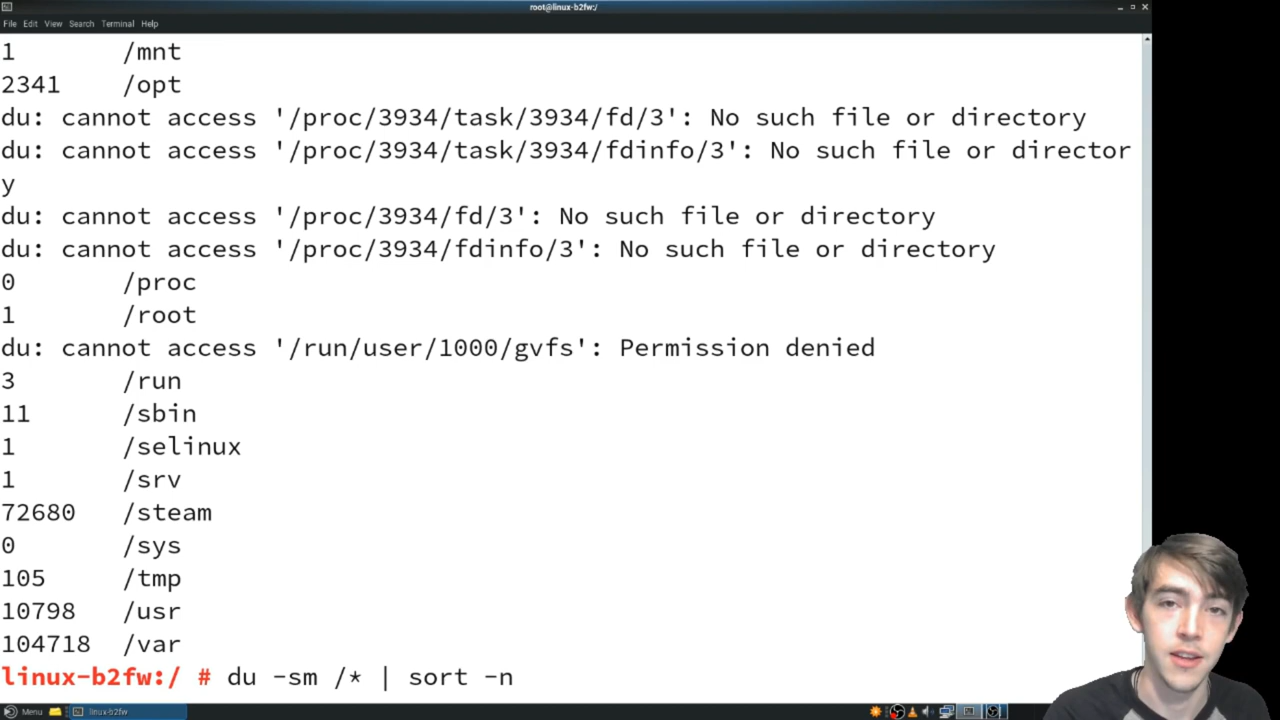 root@linux-b2fw:/
File Edit View Search Terminal Help
1 /mnt
2341 /opt
du: cannot access '/proc/3934/task/3934/fd/3': No such file or directory
du: cannot access '/proc/3934/task/3934/fdinfo/3': No such file or director
y
du: cannot access '/proc/3934/fd/3': No such file or directory
du: cannot access '/proc/3934/fdinfo/3': No such file or directory
0 /proc
1 /root
du: cannot access '/run/user/1000/gvfs': Permission denied
3 /run
11 /sbin
1 /selinux
1 /srv
72680 /steam
0 /sys
105 /tmp
10798 /usr
104718 /var
linux-b2fw:/ # du -sm /* | sort -n
Menu linux-b2fw